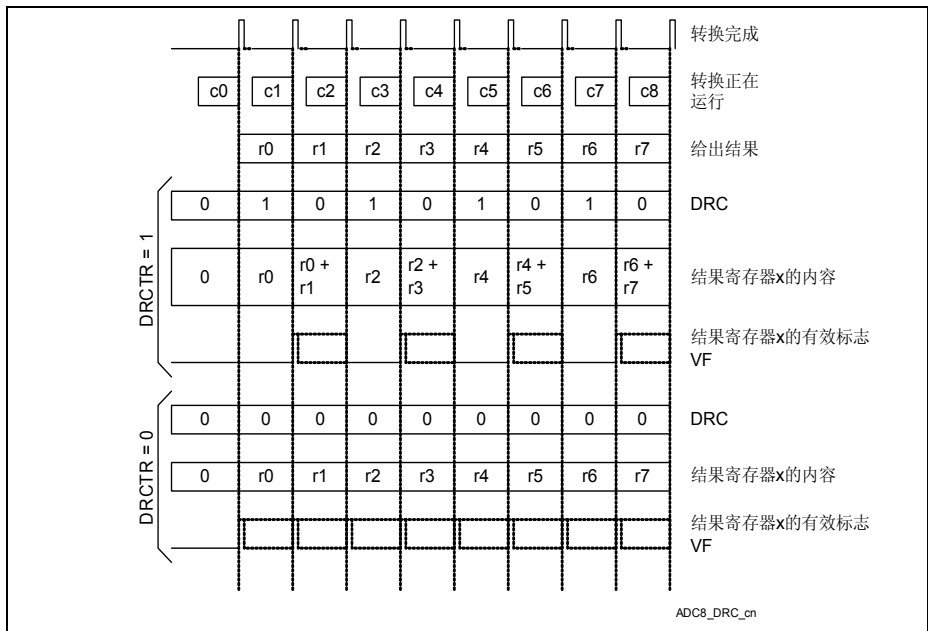 转换完成
c0 c1 c2 c3 c4 c5 c6 c7 c8
转换正在
运行
r0 r1 r2 r3 r4 r5 r6 r7
给出结果
DRCTR = 1
0 1 0 1 0 1 0 1 0
DRC
0 r0 r0 + r1 r2 r2 + r3 r4 r4 + r5 r6 r6 + r7
结果寄存器x的内容
结果寄存器x的有效标志
VF
DRCTR = 0
0 0 0 0 0 0 0 0 0
DRC
0 r0 r1 r2 r3 r4 r5 r6 r7
结果寄存器x的内容
结果寄存器x的有效标志
VF
ADC8_DRC_cn